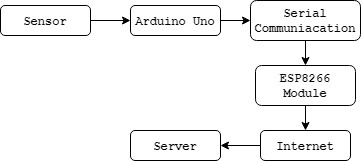 Sensor
Arduino Uno
Serial
Communiacation
ESP8266
Module
Internet
Server